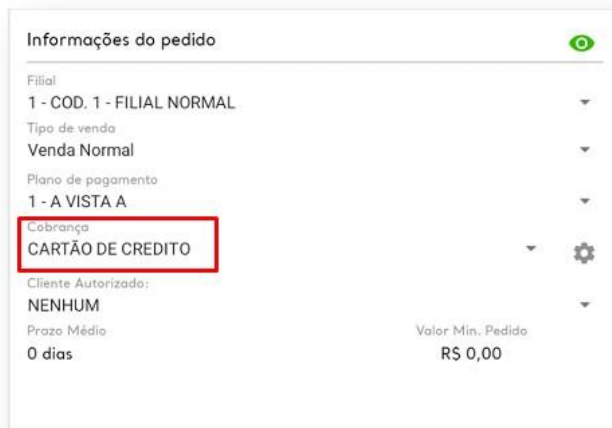 Informações do pedido
Filial
1 - COD. 1 - FILIAL NORMAL
Tipo de venda
Venda Normal
Plano de pagamento
1 - A VISTA A
Cobrança
CARTÃO DE CREDITO
Cliente Autorizado:
NENHUM
Prazo Médio
Valor Min. Pedido
0 dias
R$ 0,00